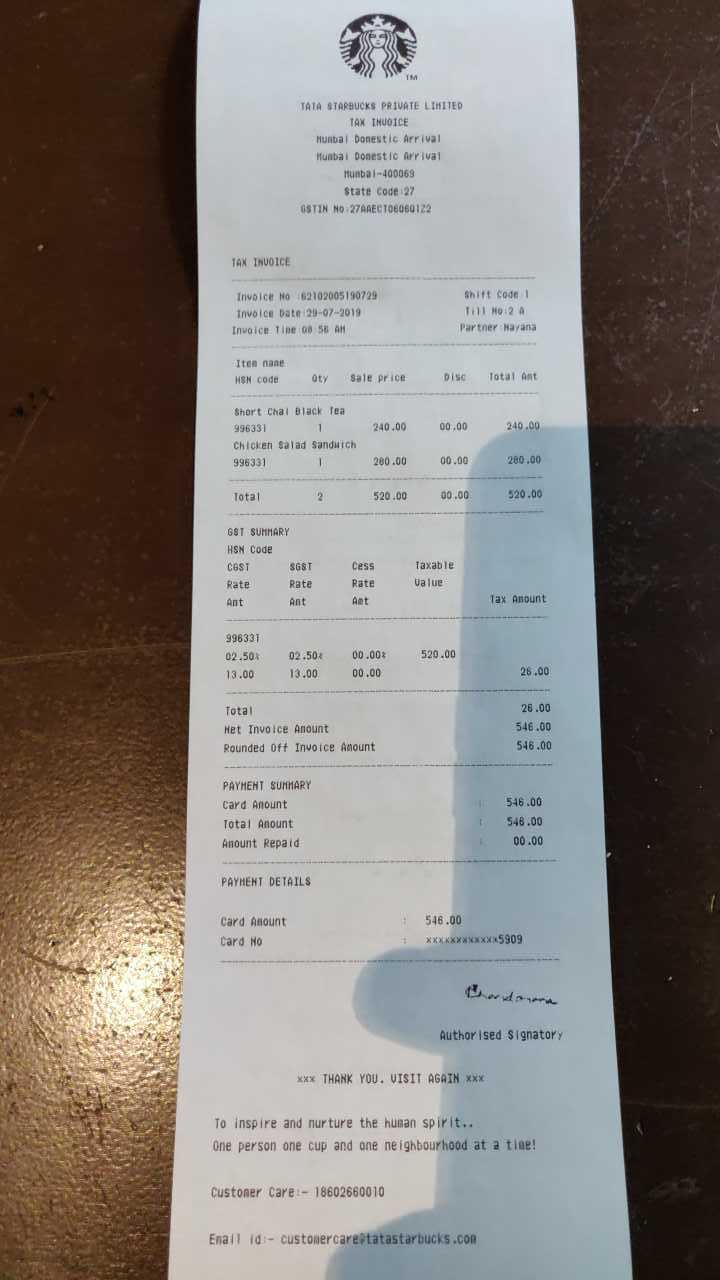 TM
TATA STARBUCKS PRIVATE LIMITED
TAX INVOICE
Mumbai Domestic Arrival
Mumbai Domestic Arrival
Mumbai-400069
State Code:27
GSTIN No:27AAECT0606Q1Z2
TAX INVOICE
Invoice No :62102005190729 Shift Code 1
Invoice Date:29-07-2019 Till No:2 A
Invoice Time:08:56 AM Partner:Nayana
Item name
HSN code Qty Sale price Disc Total Amt
Short Chai Black Tea
996331 1 240.00 00.00 240.00
Chicken Salad Sandwich
996331 1 280.00 00.00 280.00
Total 2 520.00 00.00 520.00
GST SUMMARY
HSN Code
CGST SGST Cess Taxable
Rate Rate Rate Value
Amt Amt Amt Tax Amount
996331
02.50% 02.50% 00.00% 520.00
13.00 13.00 00.00 26.00
Total 26.00
Net Invoice Amount 546.00
Rounded Off Invoice Amount 546.00
PAYMENT SUMMARY
Card Amount : 546.00
Total Amount : 546.00
Amount Repaid : 00.00
PAYMENT DETAILS
Card Amount : 546.00
Card No : xxxxxxxxxxxx5909
Authorised Signatory
xxx THANK YOU. VISIT AGAIN xxx
To inspire and nurture the human spirit..
One person one cup and one neighbourhood at a time!
Customer Care:- 18602660010
Email id:- customercare@tatastarbucks.com